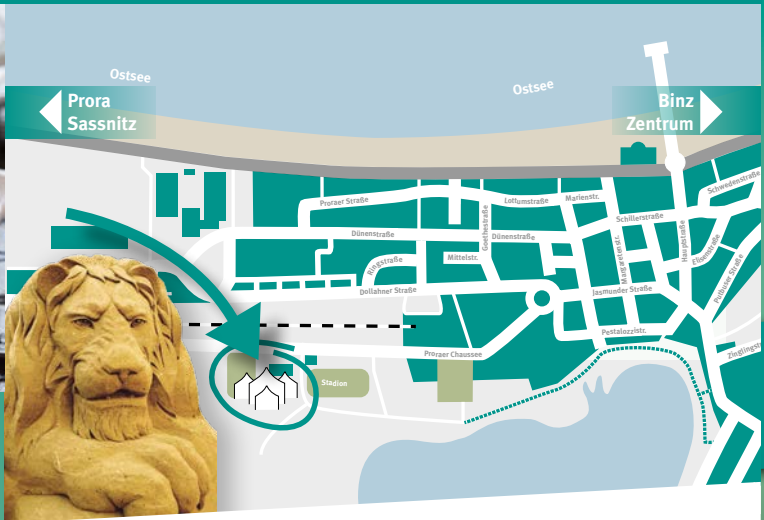 Ostsee
Ostsee
Prora
Sassnitz
Binz
Zentrum
Proraer Straße
Loftumstraße
Marienstr.
Schwedenstraße
Schillerstraße
Goethestraße
Dünenstraße
Dünenstraße
Margaretenstr.
Hauptstraße
Elisenstraße
Mittelstr.
Ringstraße
Putbuser Straße
Dollahner Straße
Jasmunder Straße
Pestalozzistr.
Proraer Chaussee
Zinglingstr
Stadion